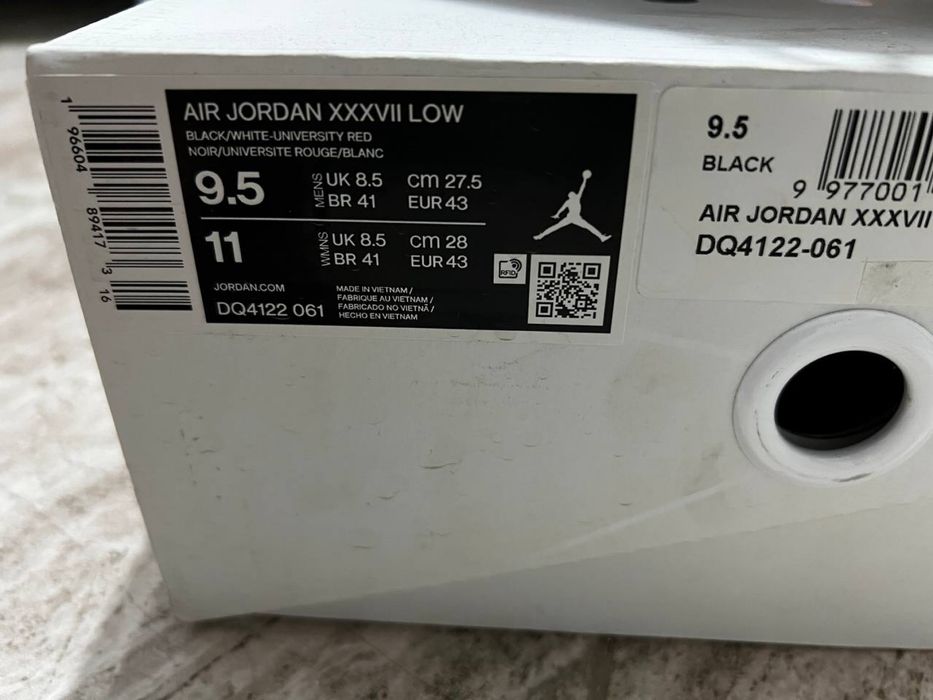 1 96604 89417 3 16
AIR JORDAN XXXVII LOW
BLACK/WHITE-UNIVERSITY RED
NOIR/UNIVERSITE ROUGE/BLANC
9.5 MENS UK 8.5 cm 27.5
BR 41 EUR 43
11 WMNS UK 8.5 cm 28
BR 41 EUR 43
RFID
JORDAN.COM
DQ4122 061
MADE IN VIETNAM /
FABRIQUE AU VIETNAM /
FABRICADO NO VIETNÃ /
HECHO EN VIETNAM
9.5
BLACK
9 977001
AIR JORDAN XXXVII
DQ4122-061